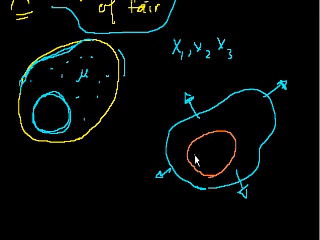 of fair
X₁, X₂ X₃
μ